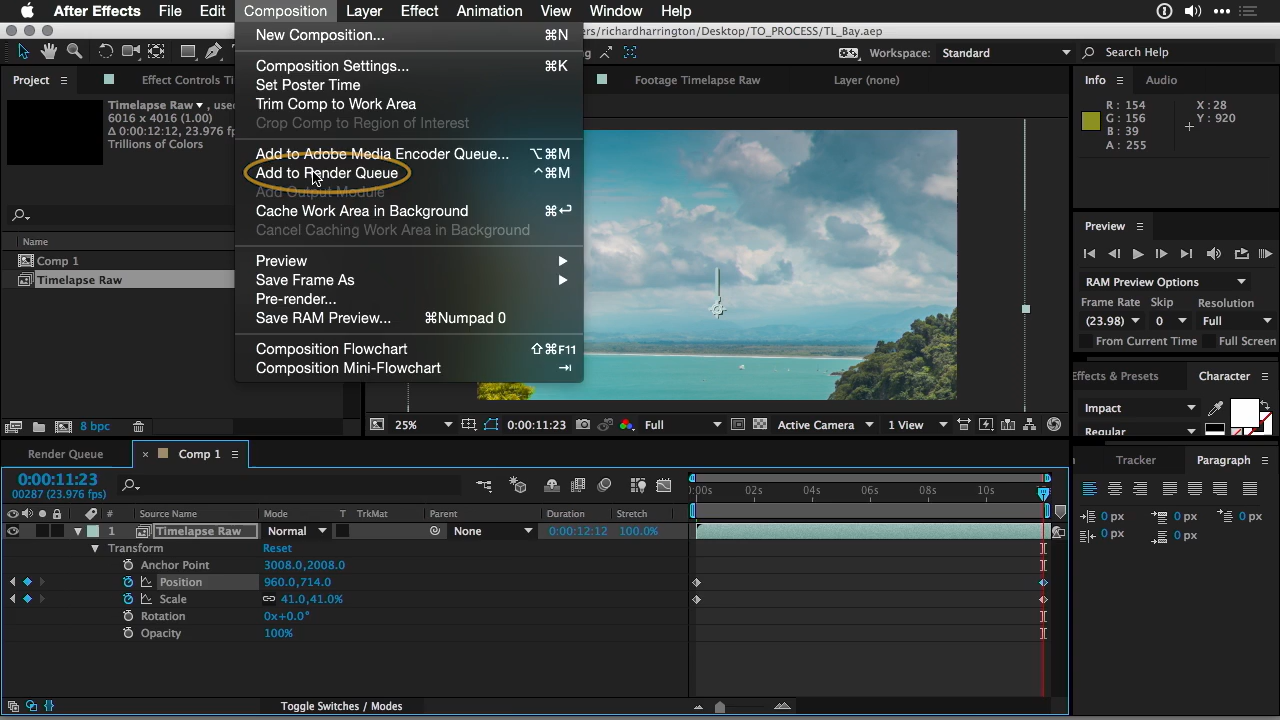 After Effects File Edit Composition Layer Effect Animation View Window Help
ers/richardharrington/Desktop/TO_PROCESS/TL_Bay.aep
Workspace: Standard
Search Help
Project
Effect Controls Ti
Timelapse Raw
, used
6016 x 4016 (1.00)
Δ 0:00:12:12, 23.976 fp
Trillions of Colors
Name
Comp 1
Timelapse Raw
8 bpc
New Composition... ⌘N
Composition Settings... ⌘K
Set Poster Time
Trim Comp to Work Area
Crop Comp to Region of Interest
Add to Adobe Media Encoder Queue... ⌥⌘M
Add to Render Queue ^⌘M
Add Output Module
Cache Work Area in Background ⌘↩
Cancel Caching Work Area in Background
Preview
Save Frame As
Pre-render...
Save RAM Preview... ⌘Numpad 0
Composition Flowchart ⇧⌘F11
Composition Mini-Flowchart ⇥
Footage Timelapse Raw
Layer (none)
25% 0:00:11:23 Full Active Camera 1 View
Info Audio
R: 154 X: 28
G: 156 Y: 920
B: 39
A: 255
Preview
RAM Preview Options
Frame Rate Skip Resolution
(23.98) 0 Full
From Current Time Full Screen
Effects & Presets Character
Impact
Regular
Tracker Paragraph
0 px 0 px 0 px
0 px 0 px
Render Queue Comp 1
0:00:11:23
00287 (23.976 fps)
:00s 02s 04s 06s 08s 10s
# Source Name Mode T TrkMat Parent Duration Stretch
1 Timelapse Raw Normal None 0:00:12:12 100.0%
Transform Reset
Anchor Point 3008.0,2008.0
Position 960.0,714.0
Scale 41.0,41.0%
Rotation 0x+0.0°
Opacity 100%
Toggle Switches / Modes